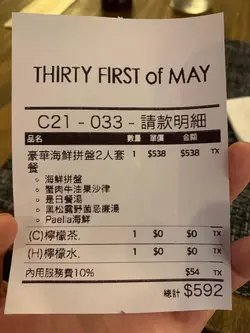 THIRTY FIRST of MAY
C21 - 033 - 請款明細
品名 數量 單價 金額
豪華海鮮拼盤2人套 1 $538 $538 TX
餐
海鮮拼盤
蟹肉牛油果沙律
是日餐湯
黑松露野菌忌廉湯
Paella海鮮
(C)檸檬茶. 1 $0 $0 TX
(H)檸檬水. 1 $0 $0 TX
內用服務費10% $54 TX
總計 $592